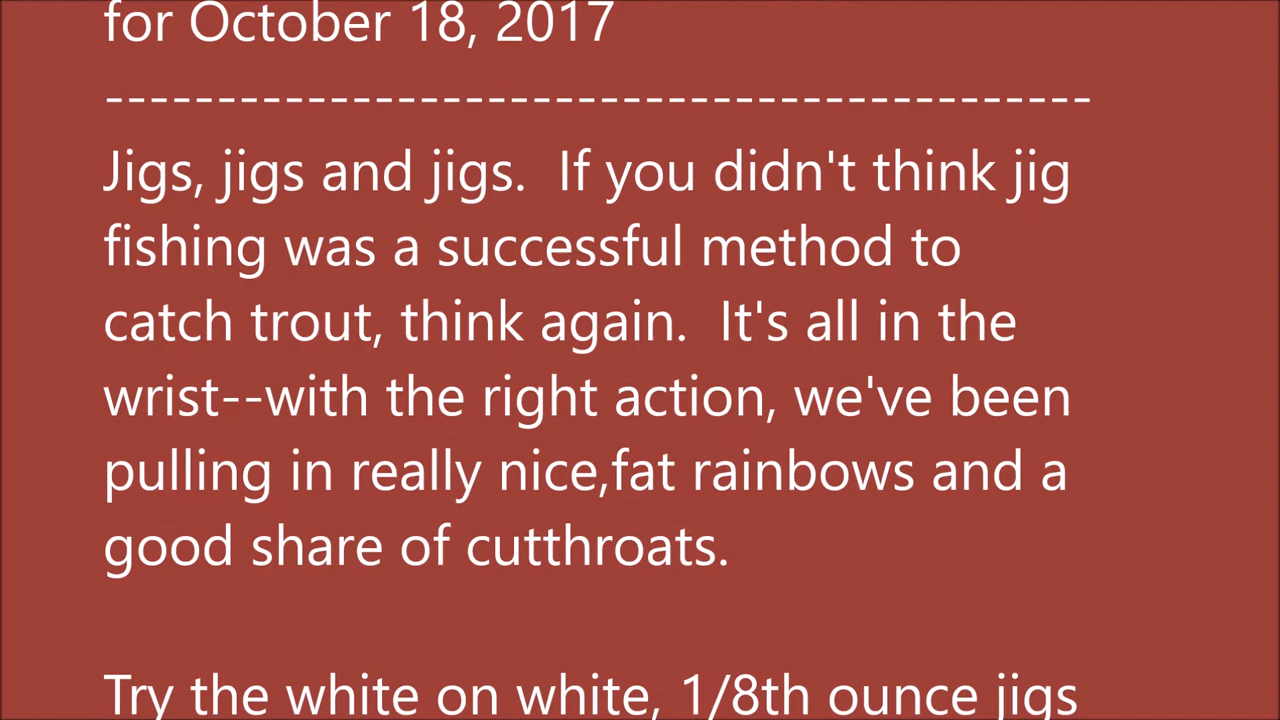 for October 18, 2017
--------------------------------------------
Jigs, jigs and jigs.  If you didn't think jig
fishing was a successful method to
catch trout, think again.  It's all in the
wrist--with the right action, we've been
pulling in really nice,fat rainbows and a
good share of cutthroats.
Try the white on white, 1/8th ounce jigs